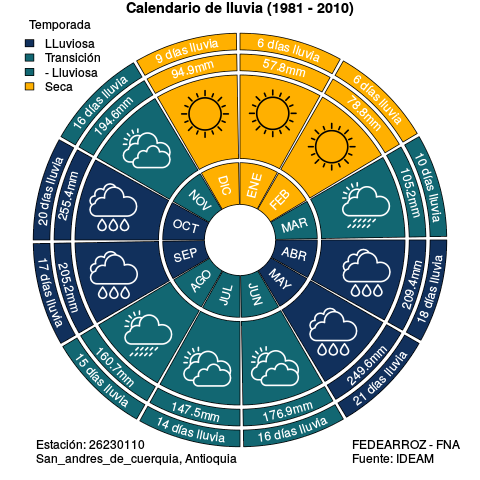 Calendario de lluvia (1981 - 2010)
Temporada
LLuviosa
Transición
- Lluviosa
Seca
6 días lluvia
57.8mm
ENE
6 días lluvia
78.8mm
FEB
10 días lluvia
105.2mm
MAR
18 días lluvia
209.4mm
ABR
21 días lluvia
249.6mm
MAY
16 días lluvia
176.9mm
JUN
14 días lluvia
147.5mm
JUL
15 días lluvia
160.7mm
AGO
17 días lluvia
205.2mm
SEP
20 días lluvia
255.4mm
OCT
16 días lluvia
194.6mm
NOV
9 días lluvia
94.9mm
DIC
Estación: 26230110
San_andres_de_cuerquia, Antioquia
FEDEARROZ - FNA
Fuente: IDEAM